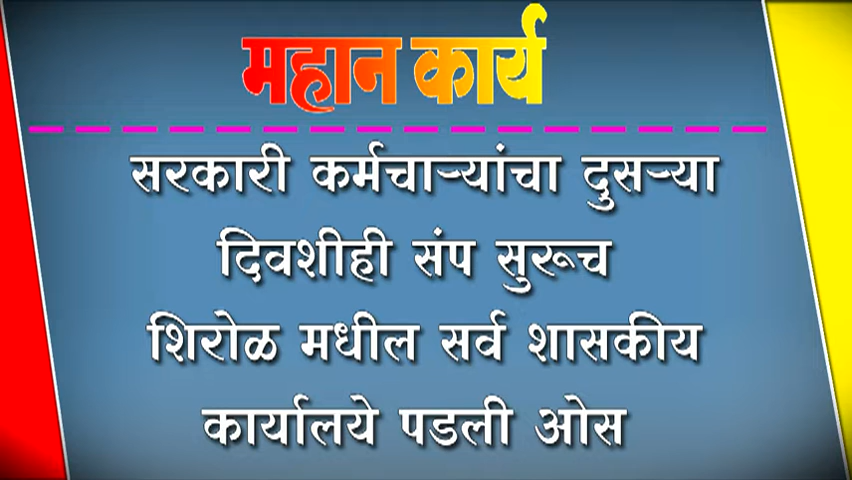 महान कार्य
सरकारी कर्मचाऱ्यांचा दुसऱ्या
दिवशीही संप सुरूच
शिरोळ मधील सर्व शासकीय
कार्यालये पडली ओस